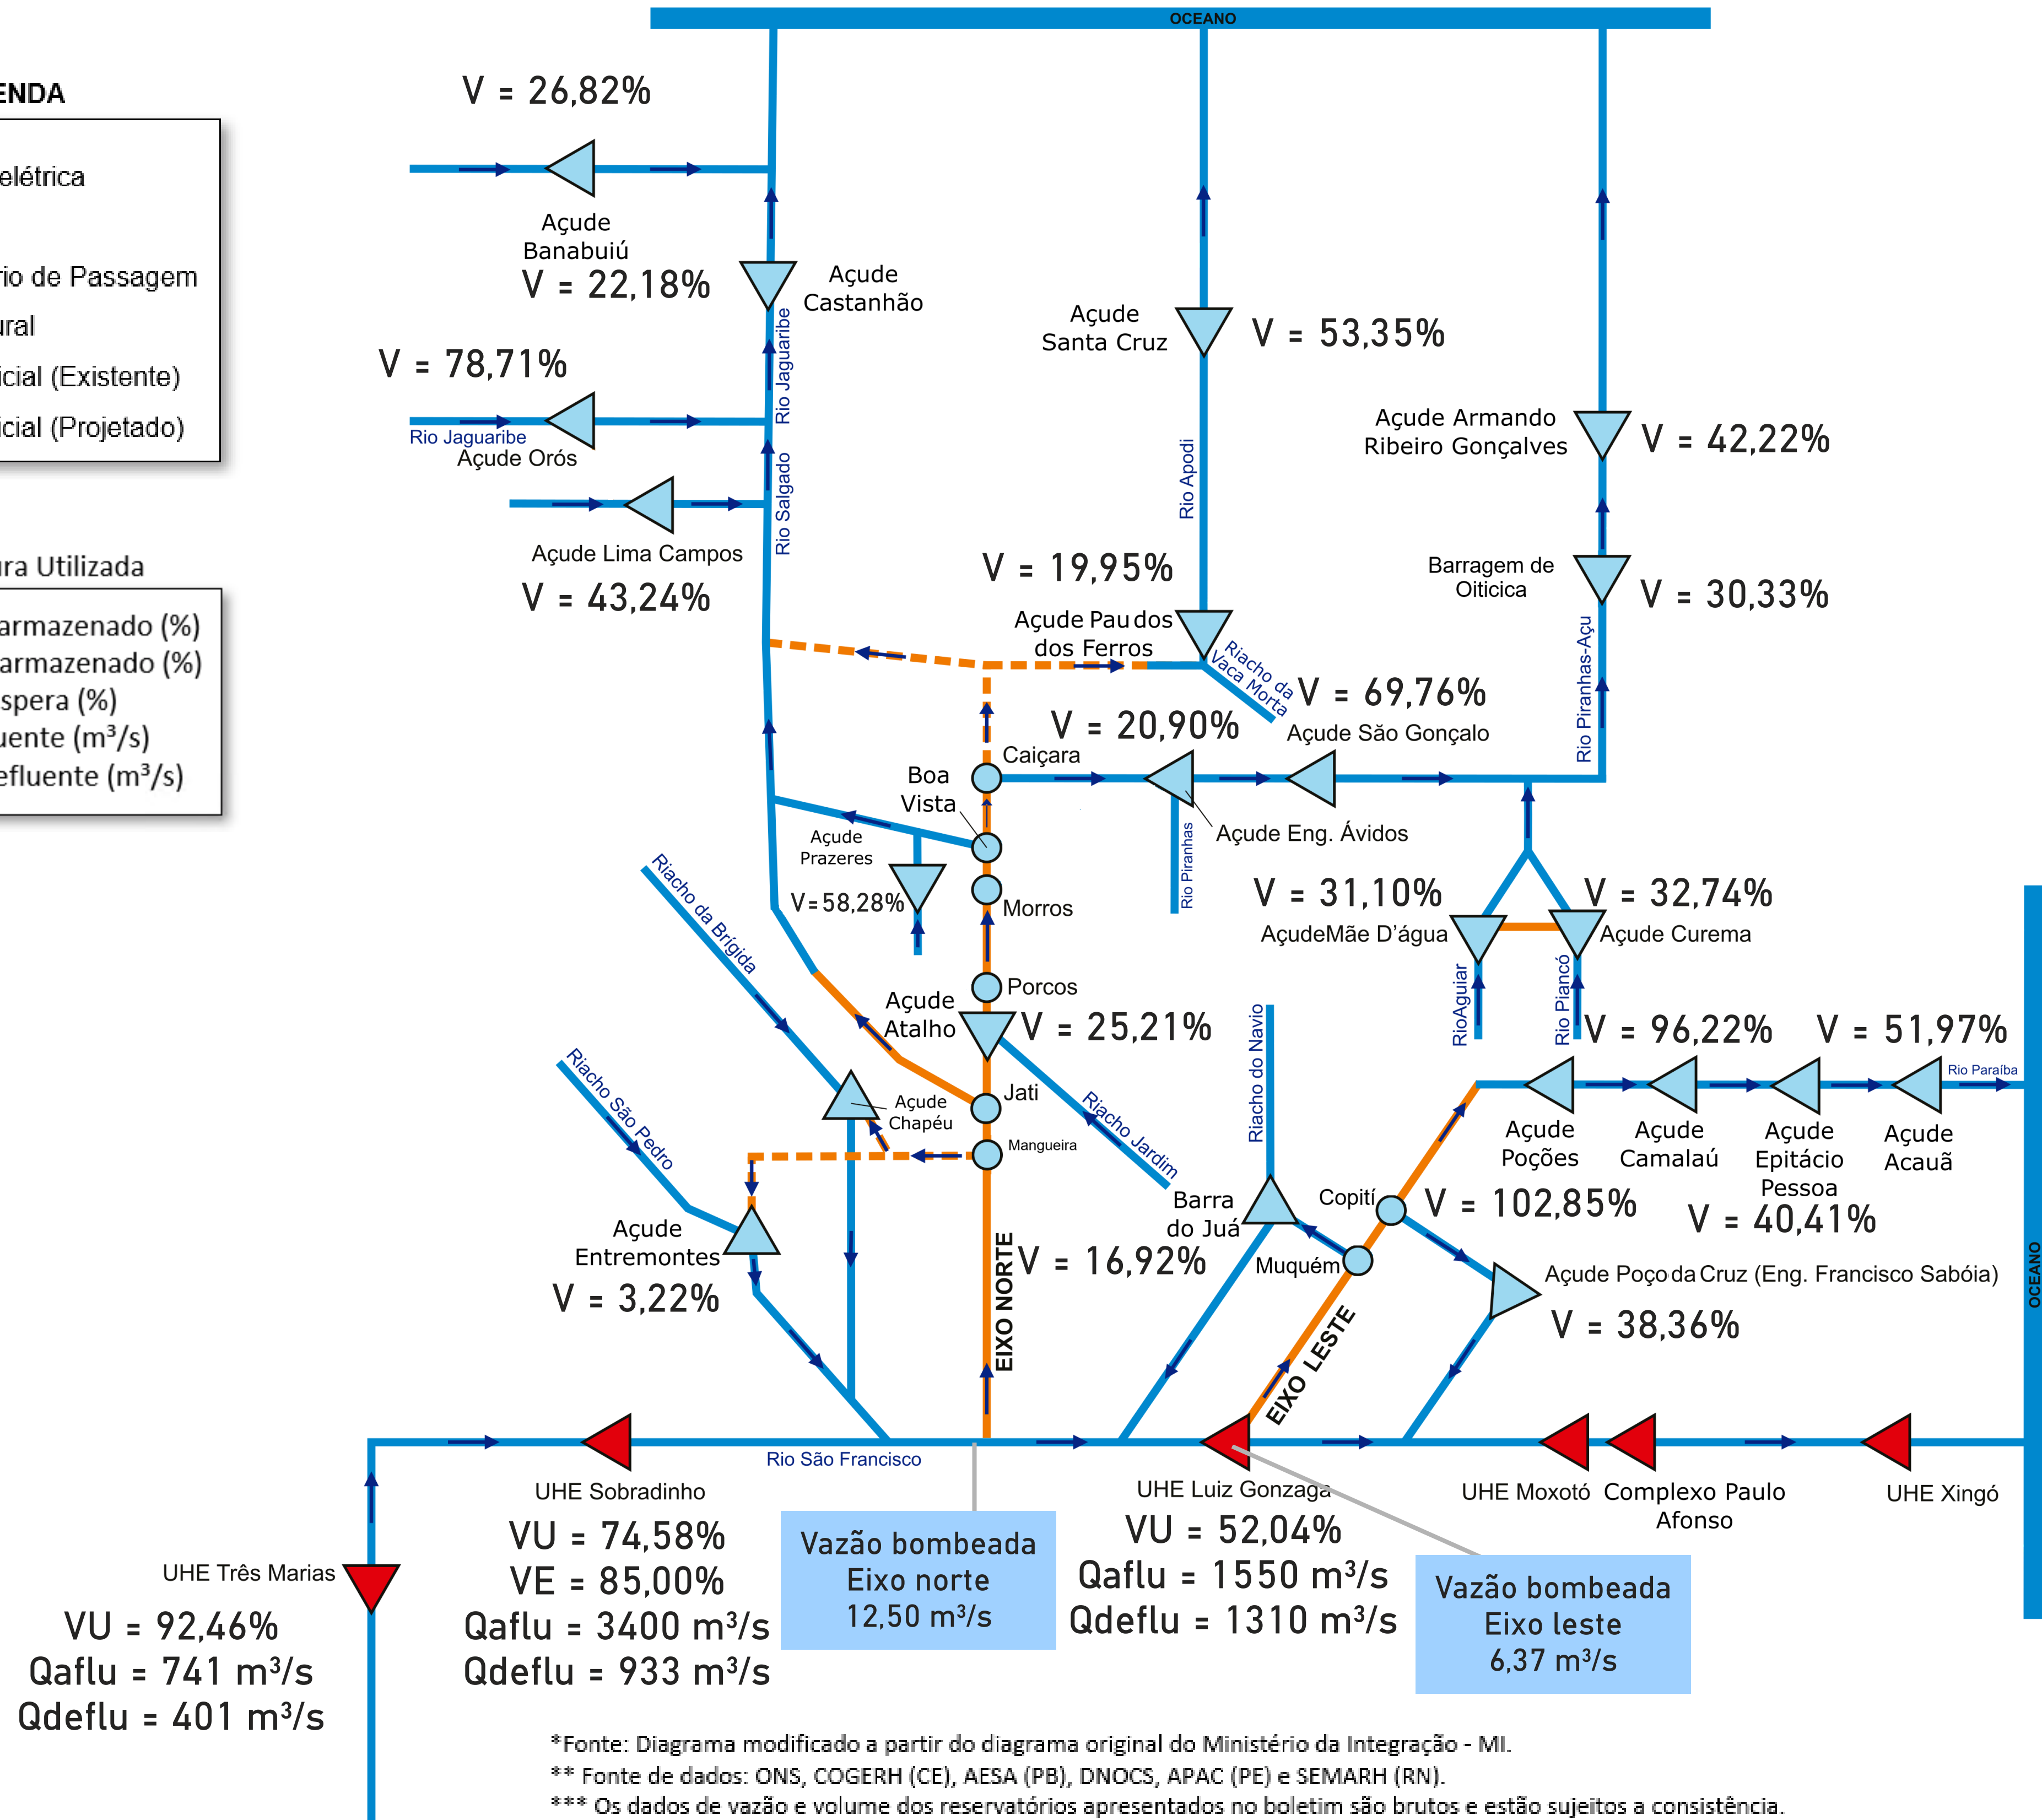 OCEANO
ENDA
elétrica
rio de Passagem
ural
icial (Existente)
icial (Projetado)
ura Utilizada
armazenado (%)
armazenado (%)
spera (%)
uente (m³/s)
efluente (m³/s)
V = 26,82%
Açude
Banabuiú
V = 22,18%
Açude
Castanhão
Rio Jaguaribe
V = 78,71%
Rio Jaguaribe
Açude Orós
Rio Salgado
Açude Lima Campos
V = 43,24%
Açude
Santa Cruz
V = 53,35%
Rio Apodi
Açude Armando
Ribeiro Gonçalves
V = 42,22%
Barragem de
Oiticica
V = 30,33%
Rio Piranhas-Açu
V = 19,95%
Açude Pau dos
dos Ferros
Riacho da
Vaca Morta
V = 69,76%
Açude São Gonçalo
V = 20,90%
Caiçara
Boa
Vista
Açude Eng. Ávidos
Rio Piranhas
Açude
Prazeres
V = 58,28%
Morros
Riacho da Brígida
V = 31,10%
AçudeMãe D'água
V = 32,74%
Açude Curema
RioAguiar
Rio Piancó
Porcos
Açude
Atalho
V = 25,21%
Riacho do Navio
V = 96,22%
V = 51,97%
Rio Paraíba
Riacho São Pedro
Jati
Açude
Chapéu
Mangueira
Riacho Jardim
Açude
Poções
Açude
Camalaú
Açude
Epitácio
Pessoa
Açude
Acauã
V = 102,85%
V = 40,41%
Barra
do Juá
Copití
V = 16,92%
Muquém
Açude
Entremontes
V = 3,22%
EIXO NORTE
EIXO LESTE
Açude Poço da Cruz (Eng. Francisco Sabóia)
V = 38,36%
OCEANO
Rio São Francisco
UHE Sobradinho
VU = 74,58%
VE = 85,00%
Qaflu = 3400 m³/s
Qdeflu = 933 m³/s
Vazão bombeada
Eixo norte
12,50 m³/s
UHE Luiz Gonzaga
VU = 52,04%
Qaflu = 1550 m³/s
Qdeflu = 1310 m³/s
Vazão bombeada
Eixo leste
6,37 m³/s
UHE Moxotó
Complexo Paulo
Afonso
UHE Xingó
UHE Três Marias
VU = 92,46%
Qaflu = 741 m³/s
Qdeflu = 401 m³/s
*Fonte: Diagrama modificado a partir do diagrama original do Ministério da Integração - MI.
** Fonte de dados: ONS, COGERH (CE), AESA (PB), DNOCS, APAC (PE) e SEMARH (RN).
*** Os dados de vazão e volume dos reservatórios apresentados no boletim são brutos e estão sujeitos a consistência.